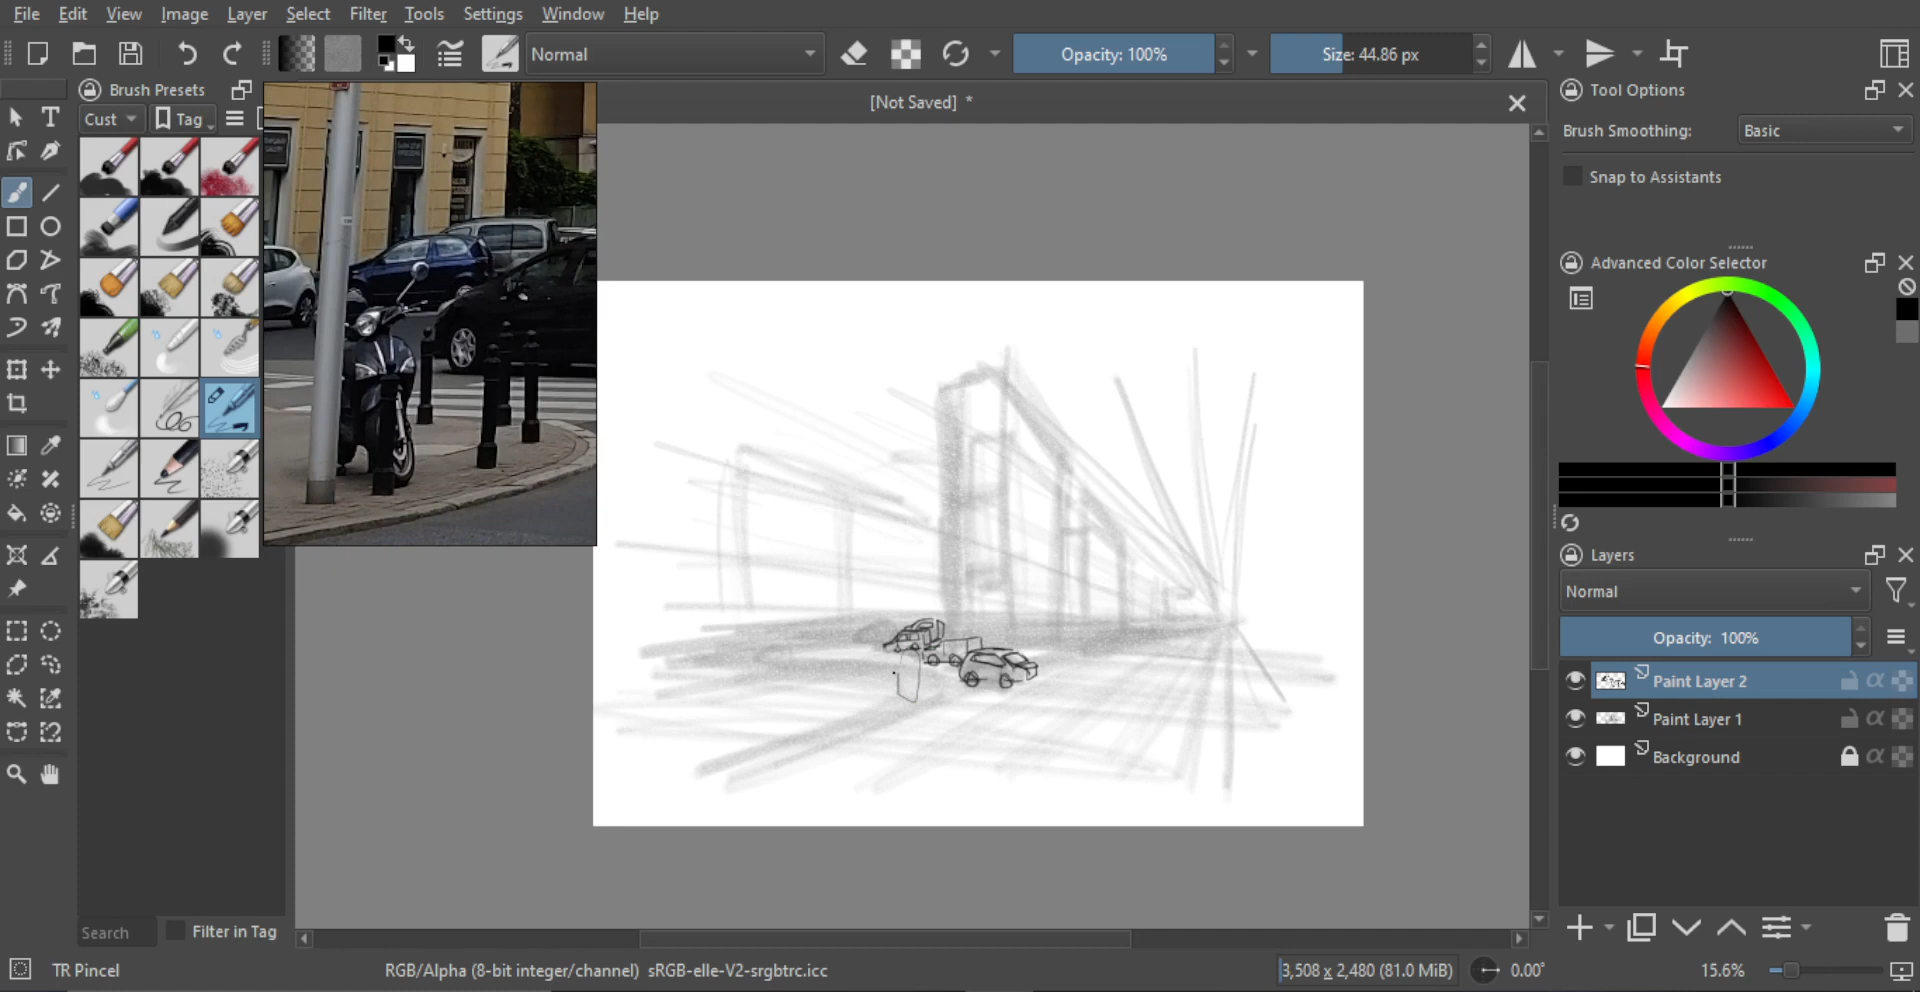 File Edit View Image Layer Select Filter Tools Settings Window Help
Normal
Opacity: 100%
Size: 44.86 px
Brush Presets
Cust
Tag
[Not Saved] *
Tool Options
Brush Smoothing:
Basic
Snap to Assistants
Advanced Color Selector
Layers
Normal
Opacity: 100%
Paint Layer 2
Paint Layer 1
Background
Search
Filter in Tag
TR Pincel
RGB/Alpha (8-bit integer/channel) sRGB-elle-V2-srgbtrc.icc
3,508 x 2,480 (81.0 MiB)
0.00°
15.6%